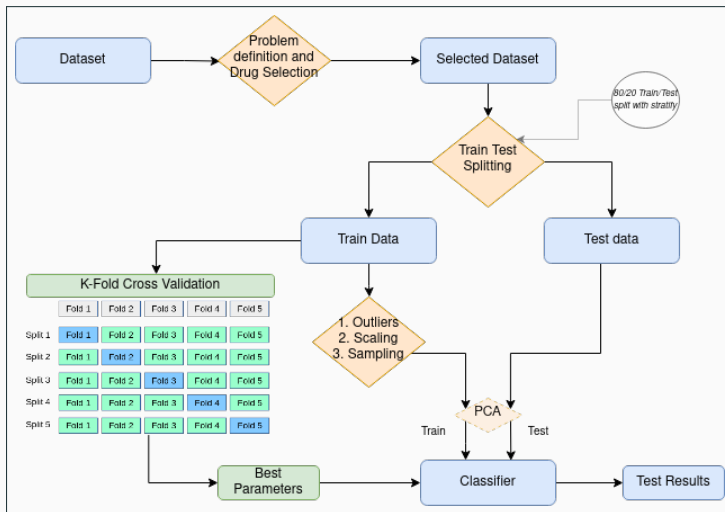 Dataset
Problem
definition and
Drug Selection
Selected Dataset
80/20 Train/Test
split with stratify
Train Test
Splitting
Train Data
Test data
K-Fold Cross Validation
Fold 1 Fold 2 Fold 3 Fold 4 Fold 5
Split 1 Fold 1 Fold 2 Fold 3 Fold 4 Fold 5
Split 2 Fold 1 Fold 2 Fold 3 Fold 4 Fold 5
Split 3 Fold 1 Fold 2 Fold 3 Fold 4 Fold 5
Split 4 Fold 1 Fold 2 Fold 3 Fold 4 Fold 5
Split 5 Fold 1 Fold 2 Fold 3 Fold 4 Fold 5
1. Outliers
2. Scaling
3. Sampling
PCA
Train
Test
Best
Parameters
Classifier
Test Results